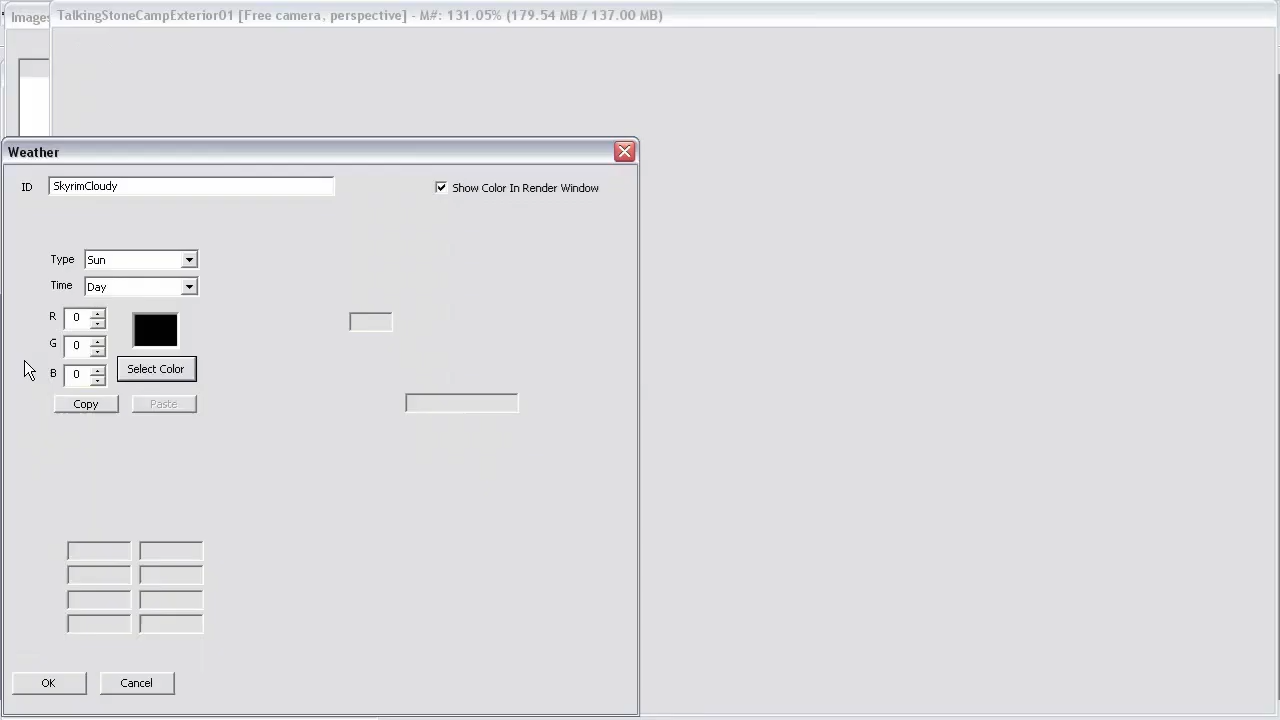 Images
TalkingStoneCampExterior01 [Free camera, perspective] - M#: 131.05% (179.54 MB / 137.00 MB)
Weather
ID SkyrimCloudy Show Color In Render Window
Type Sun
Time Day
R 0
G 0
B 0
Select Color
Copy Paste
OK Cancel